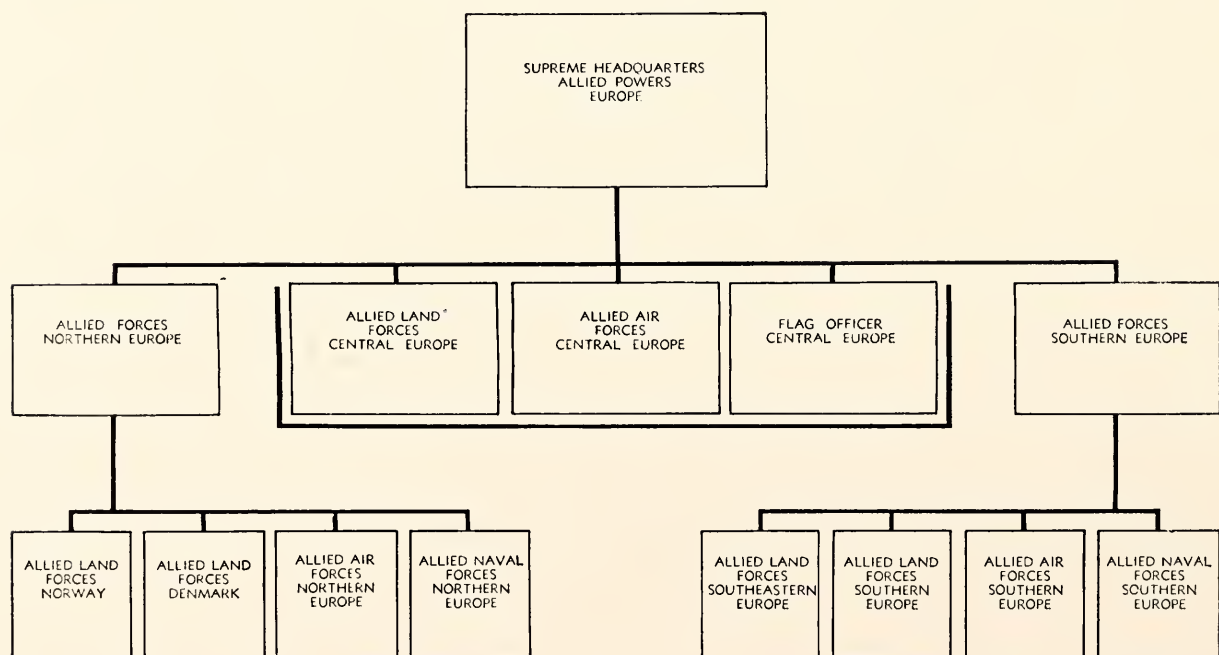 SUPREME HEADQUARTERS
ALLIED POWERS
EUROPE
ALLIED FORCES
NORTHERN EUROPE
ALLIED LAND*
FORCES
CENTRAL EUROPE
ALLIED AIR
FORCES
CENTRAL EUROPE
FLAG OFFICER
CENTRAL EUROPE
ALLIED FORCES
SOUTHERN EUROPE
ALLIED LAND
FORCES
NORWAY
ALLIED LAND
FORCES
DENMARK
ALLIED AIR
FORCES
NORTHERN
EUROPE
ALLIED NAVAL
FORCES
NORTHERN
EUROPE
ALLIED LAND
FORCES
SOUTHEASTERN
EUROPE
ALLIED LAND
FORCES
SOUTHERN
EUROPE
ALLIED AIR
FORCES
SOUTHERN
EUROPE
ALLIED NAVAL
FORCES
SOUTHERN
EUROPE